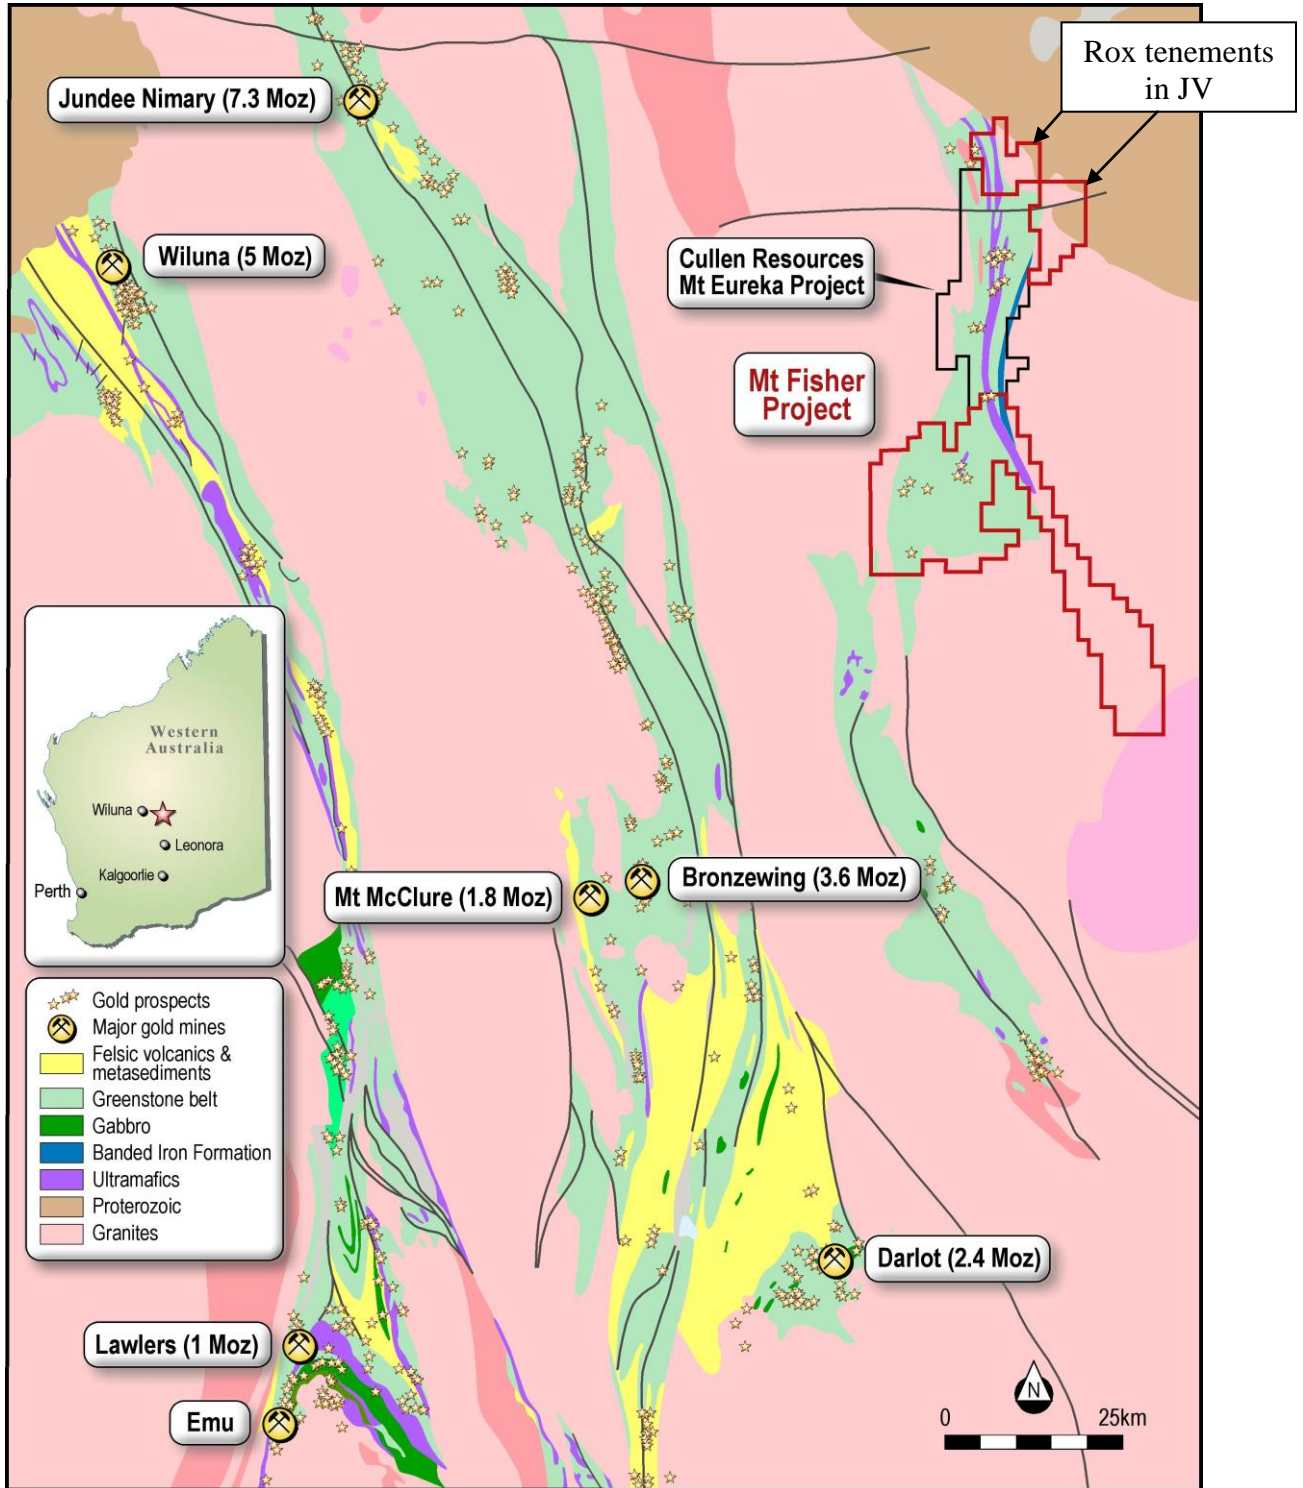 Rox tenements
in JV
Jundee Nimary (7.3 Moz)
Wiluna (5 Moz)
Cullen Resources
Mt Eureka Project
Mt Fisher
Project
Western
Australia
Wiluna
Leonora
Kalgoorlie
Perth
Mt McClure (1.8 Moz)
Bronzewing (3.6 Moz)
Gold prospects
Major gold mines
Felsic volcanics &
metasediments
Greenstone belt
Gabbro
Banded Iron Formation
Ultramafics
Proterozoic
Granites
Darlot (2.4 Moz)
Lawlers (1 Moz)
Emu
N
0 25km